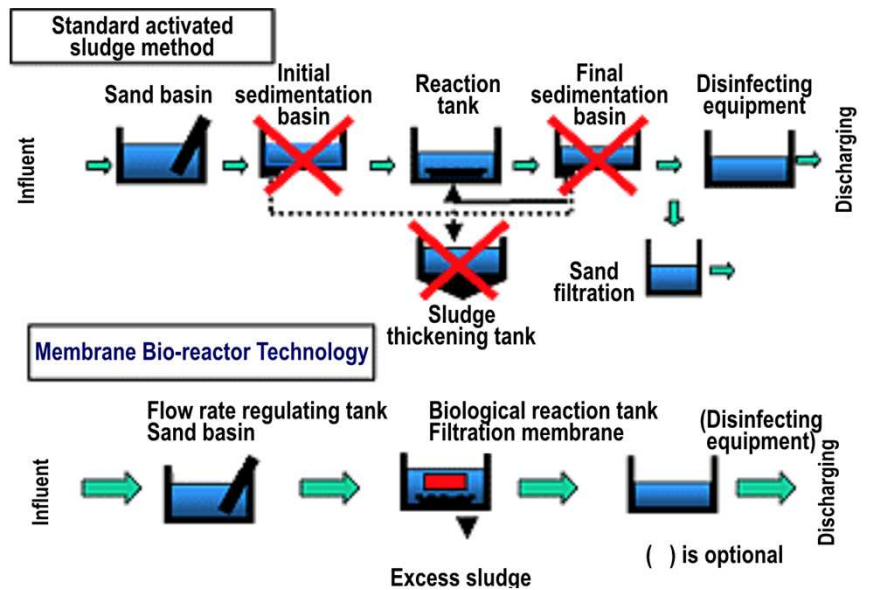 Standard activated
sludge method
Influent
Sand basin
Initial
sedimentation
basin
Reaction
tank
Final
sedimentation
basin
Disinfecting
equipment
Discharging
Sand
filtration
Sludge
thickening tank
Membrane Bio-reactor Technology
Influent
Flow rate regulating tank
Sand basin
Biological reaction tank
Filtration membrane
(Disinfecting
equipment)
Discharging
Excess sludge
( ) is optional